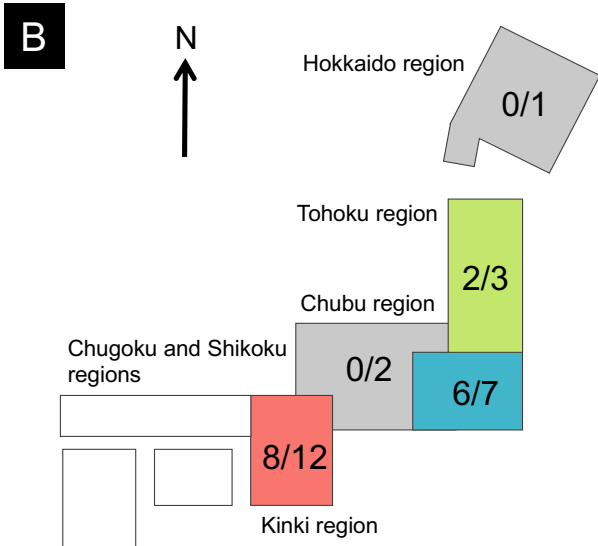 B
N
Hokkaido region
0/1
Tohoku region
2/3
Chubu region
Chugoku and Shikoku
regions
0/2
6/7
8/12
Kinki region